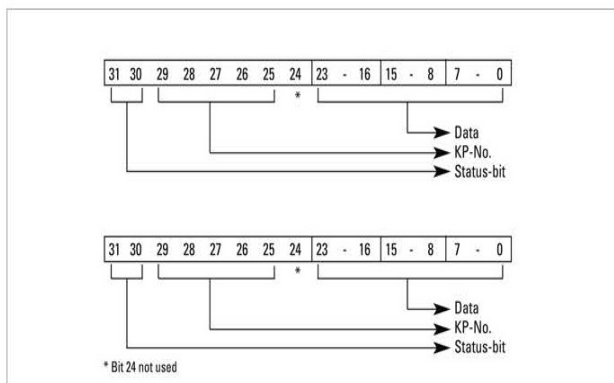 31 30 29 28 27 26 25 24 23 - 16 15 - 8 7 - 0
*
Data
KP-No.
Status-bit
31 30 29 28 27 26 25 24 23 - 16 15 - 8 7 - 0
*
Data
KP-No.
Status-bit
* Bit 24 not used